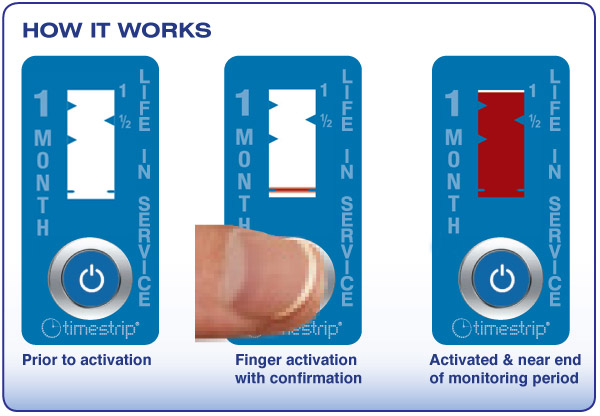 HOW IT WORKS
1 MONTH
1
½
LIFE IN SERVICE
timestrip®
Prior to activation
1 MONTH
1
½
LIFE IN SERVICE
mestrip®
Finger activation
with confirmation
1 MONTH
1
½
LIFE IN SERVICE
timestrip®
Activated & near end
of monitoring period